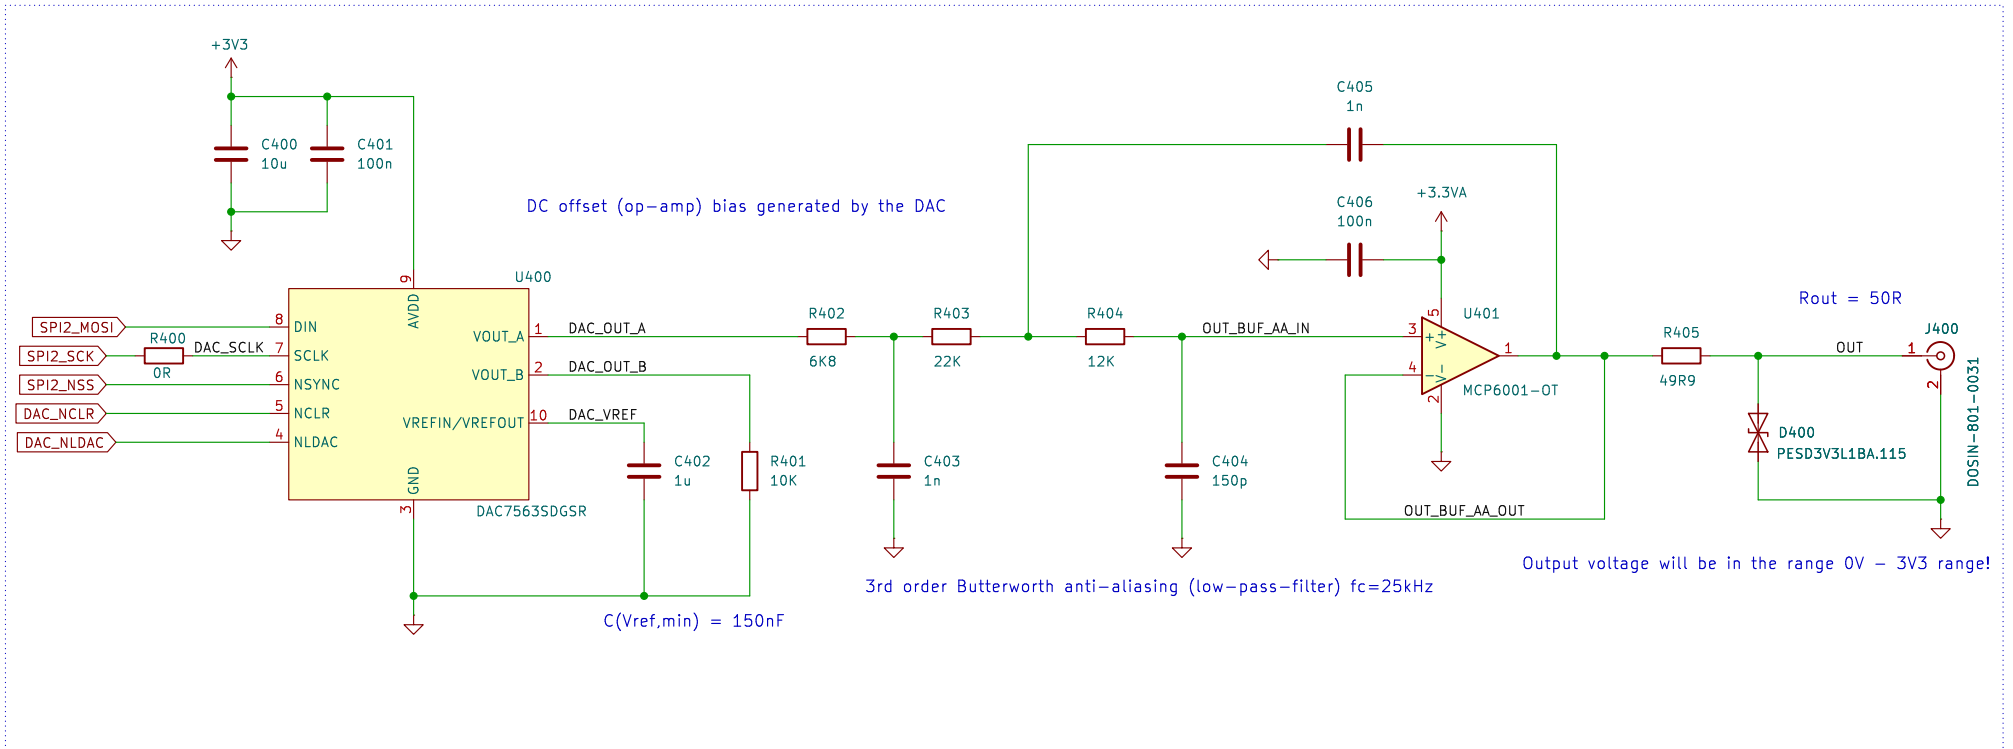 +3V3
C400
10u
C401
100n
DC offset (op-amp) bias generated by the DAC
C405
1n
+3.3VA
C406
100n
U400
9
AVDD
SPI2_MOSI
8
DIN
R400
0R
SPI2_SCK
DAC_SCLK
7
SCLK
SPI2_NSS
6
NSYNC
DAC_NCLR
5
NCLR
DAC_NLDAC
4
NLDAC
VOUT_A
1
DAC_OUT_A
VOUT_B
2
DAC_OUT_B
VREFIN/VREFOUT
10
DAC_VREF
GND
3
DAC7563SDGSR
C402
1u
R401
10K
C(Vref,min) = 150nF
R402
6K8
R403
22K
R404
12K
OUT_BUF_AA_IN
C403
1n
C404
150p
3
4
5
V+
V-
2
+
-
1
U401
MCP6001-OT
OUT_BUF_AA_OUT
3rd order Butterworth anti-aliasing (low-pass-filter) fc=25kHz
R405
49R9
Rout = 50R
OUT
J400
1
2
DOSIN-801-0031
D400
PESD3V3L1BA.115
Output voltage will be in the range 0V - 3V3 range!